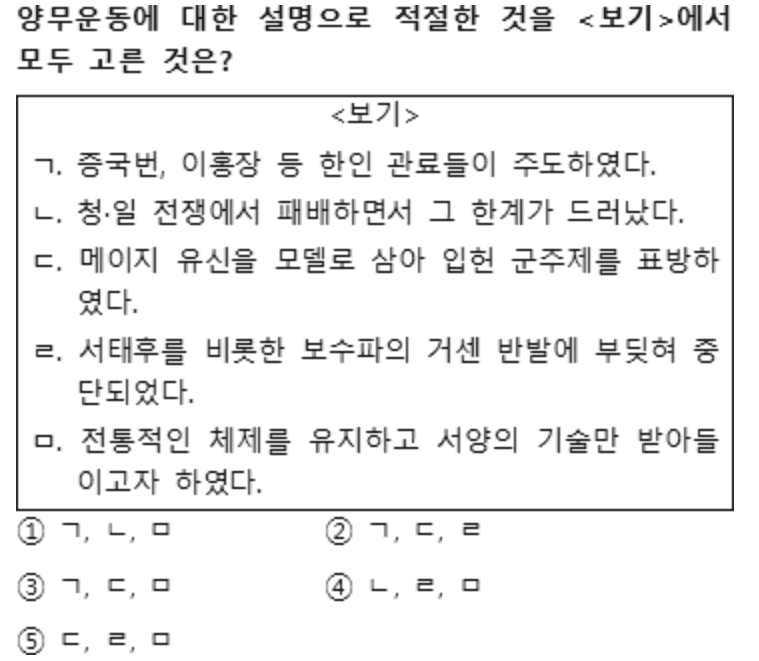 양무운동에 대한 설명으로 적절한 것을 <보기>에서
모두 고른 것은?
<보기>
ㄱ. 증국번, 이홍장 등 한인 관료들이 주도하였다.
ㄴ. 청·일 전쟁에서 패배하면서 그 한계가 드러났다.
ㄷ. 메이지 유신을 모델로 삼아 입헌 군주제를 표방하
였다.
ㄹ. 서태후를 비롯한 보수파의 거센 반발에 부딪혀 중
단되었다.
ㅁ. 전통적인 체제를 유지하고 서양의 기술만 받아들
이고자 하였다.
① ㄱ, ㄴ, ㅁ ② ㄱ, ㄷ, ㄹ
③ ㄱ, ㄷ, ㅁ ④ ㄴ, ㄹ, ㅁ
⑤ ㄷ, ㄹ, ㅁ